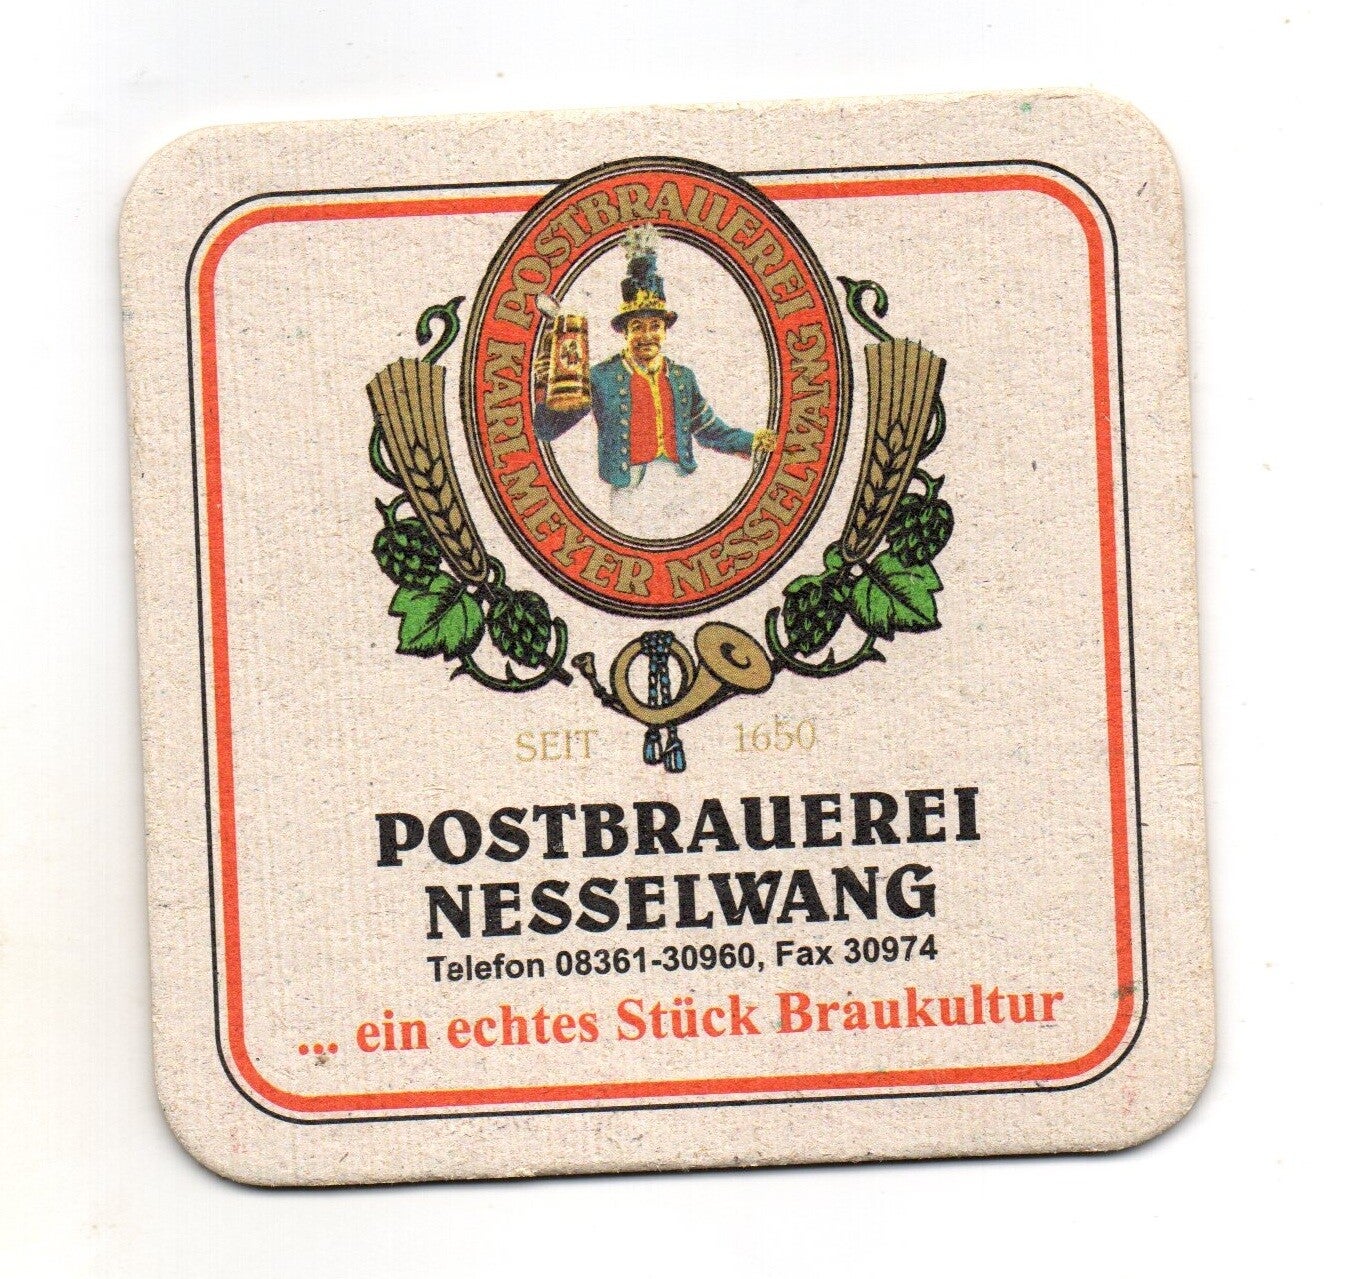 POSTBRAUEREI NESSELWANG
KARL MEYER
SEIT 1650
POSTBRAUEREI
NESSELWANG
Telefon 08361-30960, Fax 30974
... ein echtes Stück Braukultur